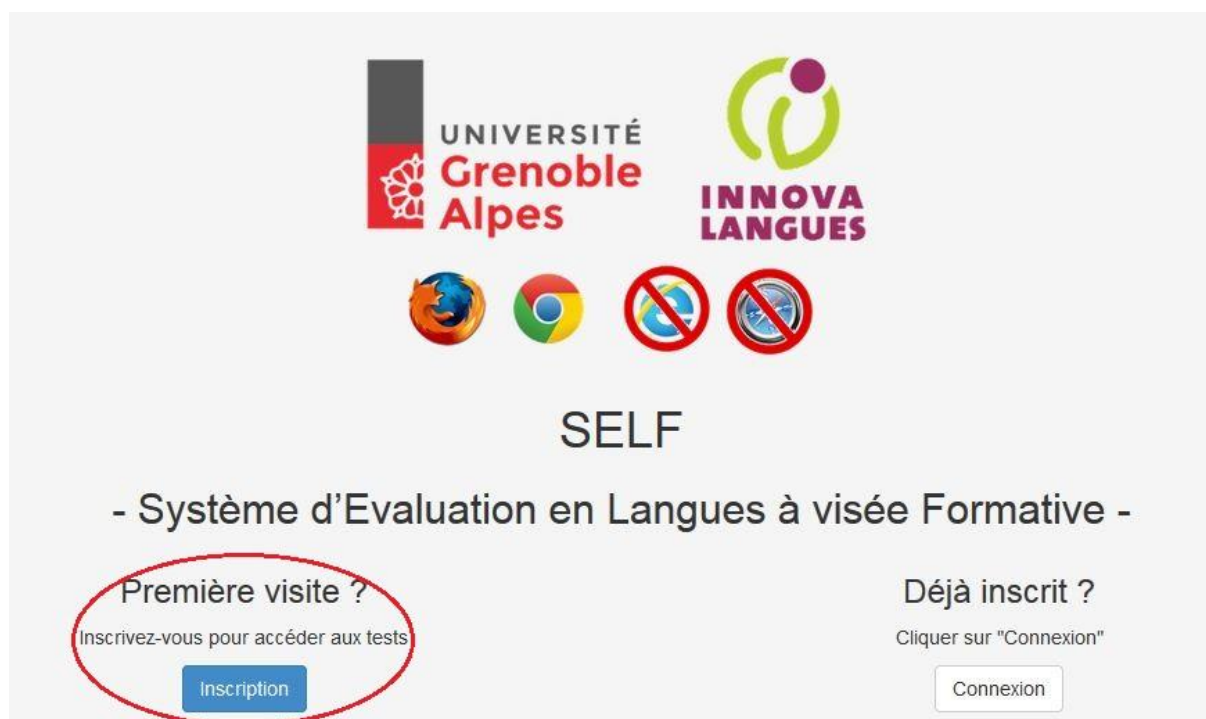 UNIVERSITÉ
Grenoble
Alpes
INNOVA
LANGUES
SELF
- Système d’Evaluation en Langues à visée Formative -
Première visite ?
Inscrivez-vous pour accéder aux tests
Inscription
Déjà inscrit ?
Cliquer sur "Connexion"
Connexion